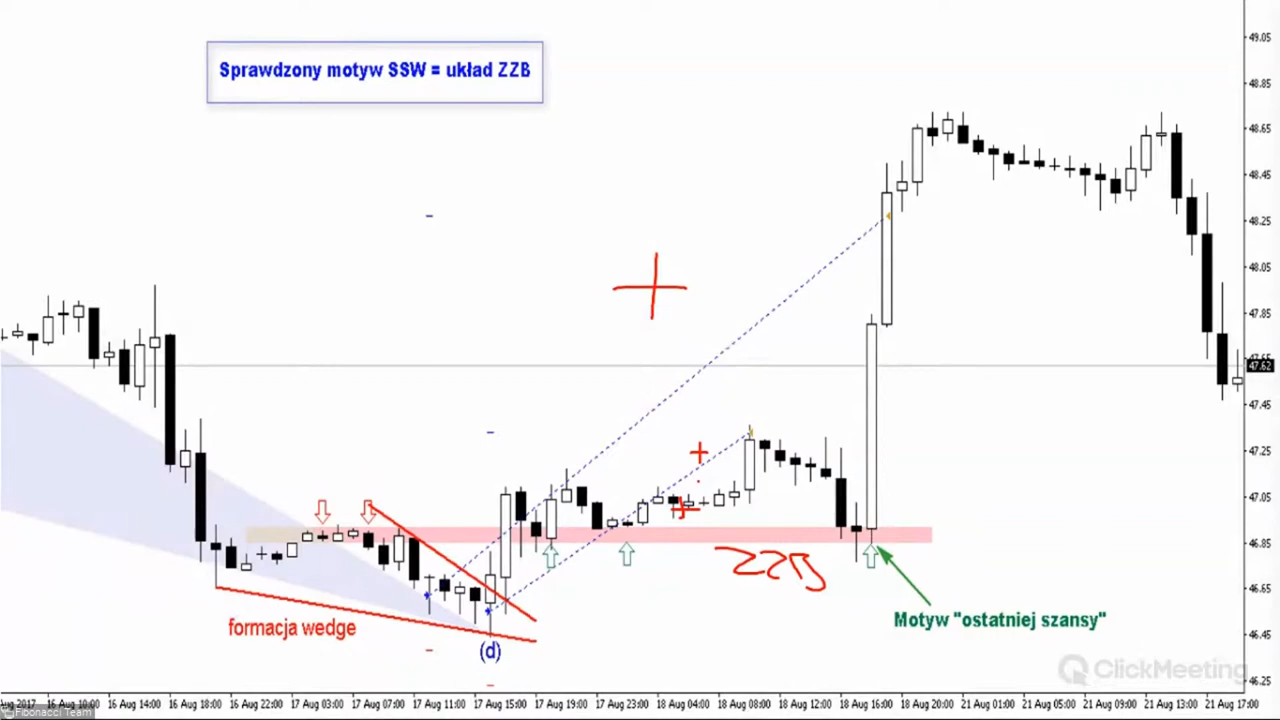 Sprawdzony motyw SSW = układ ZZB
49.05
48.85
48.65
48.45
48.25
48.05
47.85
47.65
47.62
47.45
47.25
47.05
46.85
46.65
46.45
46.25
ZZB
formacja wedge
(d)
Motyw "ostatniej szansy"
ClickMeeting
Aug 2017
16 Aug 10:00
16 Aug 14:00
16 Aug 18:00
16 Aug 22:00
17 Aug 03:00
17 Aug 07:00
17 Aug 11:00
17 Aug 15:00
17 Aug 19:00
17 Aug 23:00
18 Aug 04:00
18 Aug 08:00
18 Aug 12:00
18 Aug 16:00
18 Aug 20:00
21 Aug 01:00
21 Aug 05:00
21 Aug 09:00
21 Aug 13:00
21 Aug 17:00
Fibonacci Team